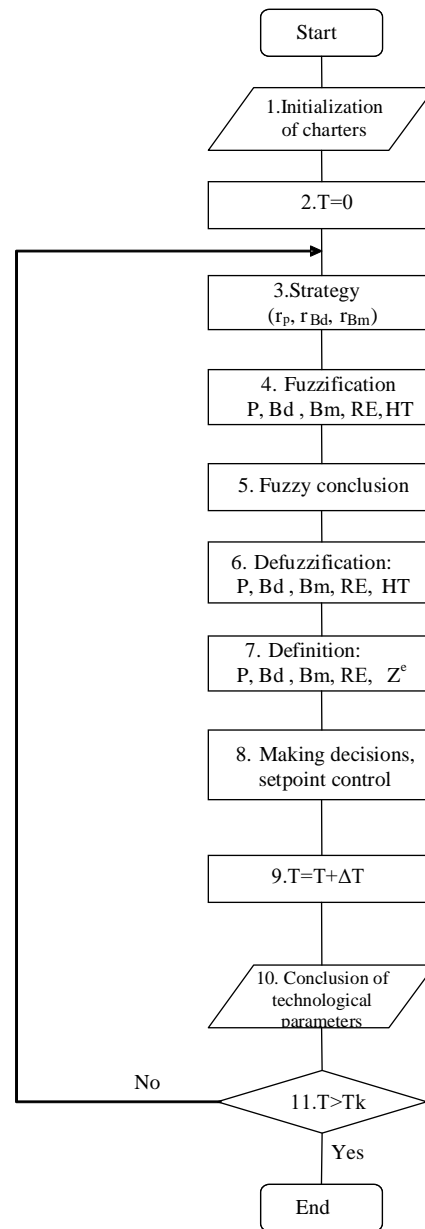 Start
1.Initialization
of charters
2.T=0
3.Strategy
(rp, rBd, rBm)
4. Fuzzification
P, Bd , Bm, RE, HT
5. Fuzzy conclusion
6. Defuzzification:
P, Bd , Bm, RE, HT
7. Definition:
P, Bd , Bm, RE, Zᵉ
8. Making decisions,
setpoint control
9.T=T+ΔT
10. Conclusion of
technological
parameters
No
11.T>Tk
Yes
End